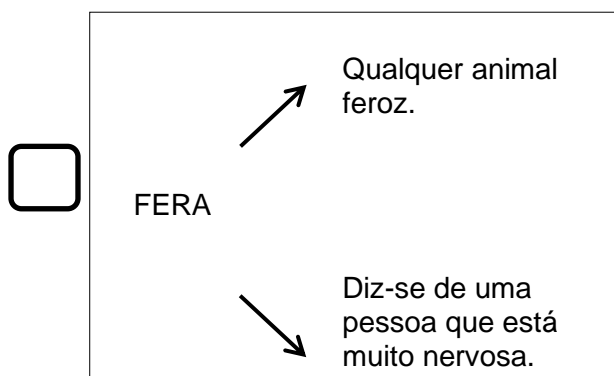 Qualquer animal
feroz.
FERA
Diz-se de uma
pessoa que está
muito nervosa.